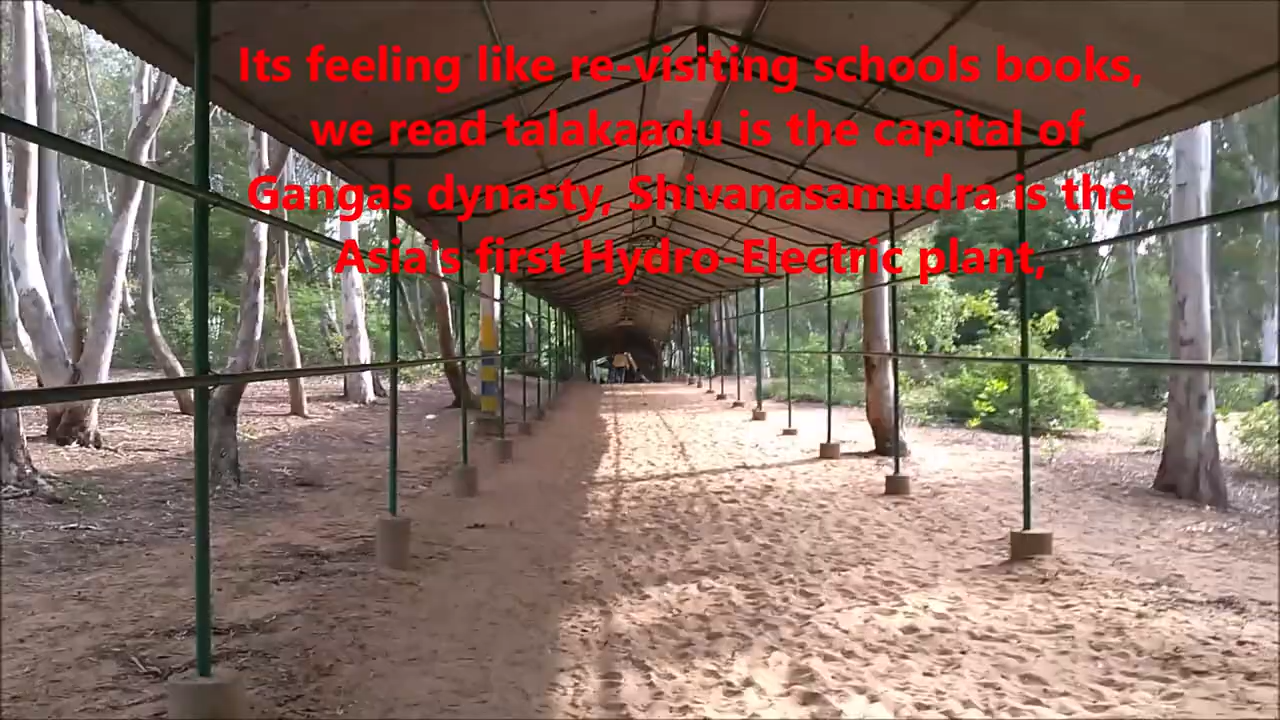 Its feeling like re-visiting schools books,
we read talakaadu is the capital of
Gangas dynasty, Shivanasamudra is the
Asia's first Hydro-Electric plant,